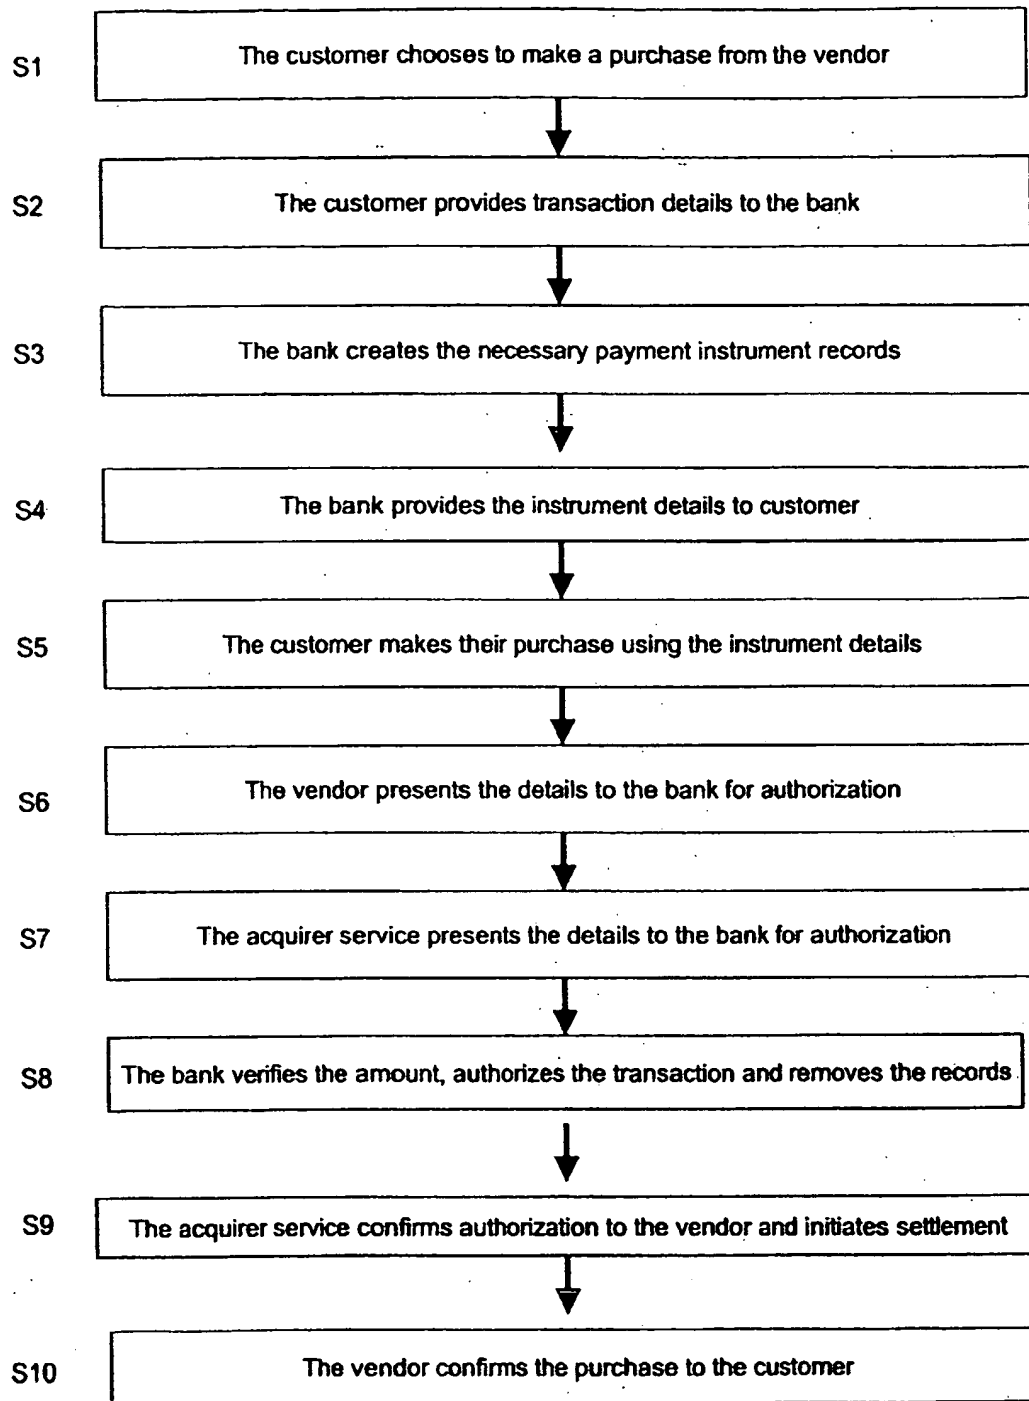 S1 The customer chooses to make a purchase from the vendor
S2 The customer provides transaction details to the bank
S3 The bank creates the necessary payment instrument records
S4 The bank provides the instrument details to customer
S5 The customer makes their purchase using the instrument details
S6 The vendor presents the details to the bank for authorization
S7 The acquirer service presents the details to the bank for authorization
S8 The bank verifies the amount, authorizes the transaction and removes the records
S9 The acquirer service confirms authorization to the vendor and initiates settlement
S10 The vendor confirms the purchase to the customer